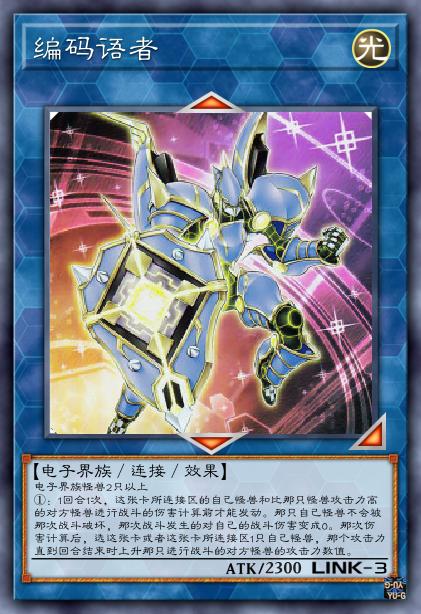 编码语者
光
【电子界族／连接／效果】
电子界族怪兽2只以上
①：1回合1次，这张卡所连接区的自己怪兽和比那只怪兽攻击力高
的对方怪兽进行战斗的伤害计算前才能发动。那只自己怪兽不会被
那次战斗破坏，那次战斗发生的对自己的战斗伤害变成0。那次伤
害计算后，选这张卡或者这张卡所连接区1只自己怪兽，那个攻击力
直到回合结束时上升那只进行战斗的对方怪兽的攻击力数值。
ATK/2300 LINK-3